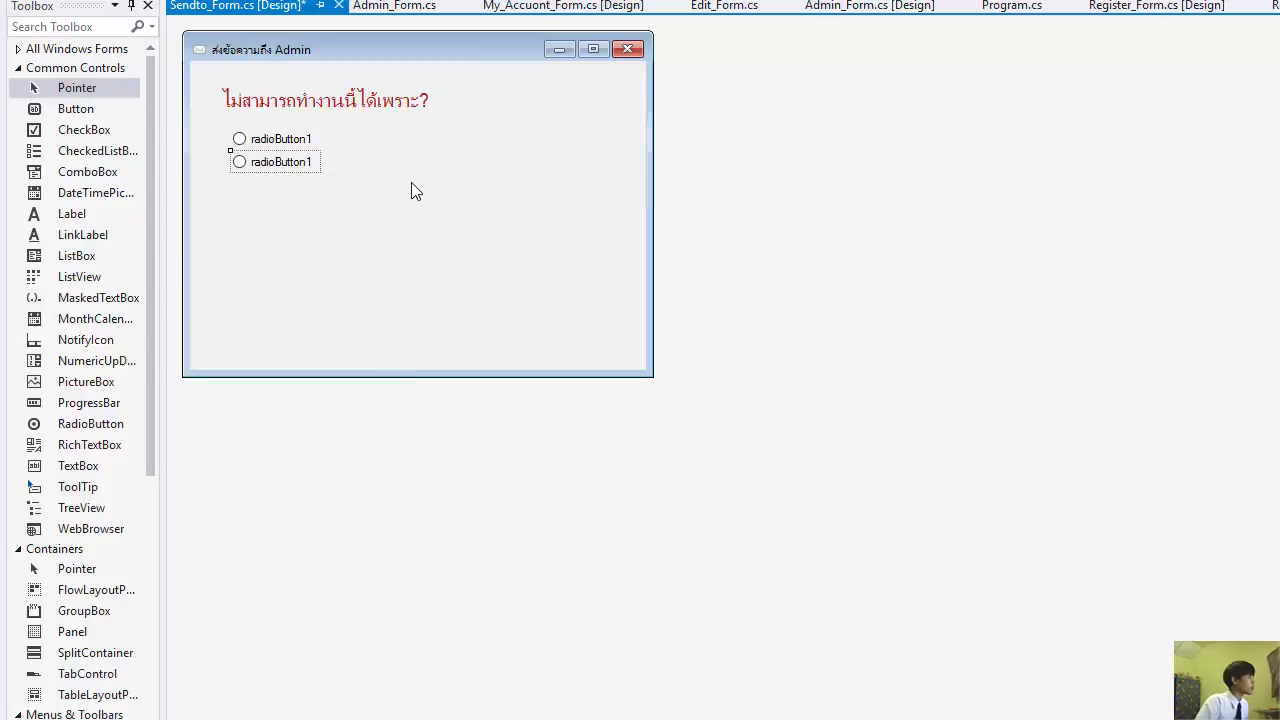 Toolbox
Sendto_Form.cs [Design]*
Admin_Form.cs
My_Accuont_Form.cs [Design]
Edit_Form.cs
Admin_Form.cs [Design]
Program.cs
Register_Form.cs [Design]
Search Toolbox
All Windows Forms
Common Controls
Pointer
Button
CheckBox
CheckedListB...
ComboBox
DateTimePic...
Label
LinkLabel
ListBox
ListView
MaskedTextBox
MonthCalen...
NotifyIcon
NumericUpD...
PictureBox
ProgressBar
RadioButton
RichTextBox
TextBox
ToolTip
TreeView
WebBrowser
Containers
Pointer
FlowLayoutP...
GroupBox
Panel
SplitContainer
TabControl
TableLayoutP...
Menus & Toolbars
ส่งข้อความถึง Admin
ไม่สามารถทำงานนี้ได้เพราะ?
radioButton1
radioButton1